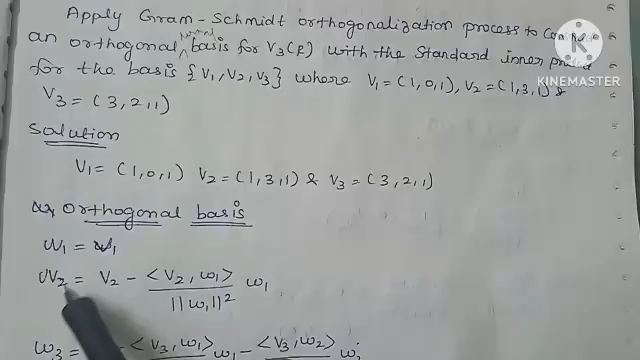 Apply Gram-Schmidt orthogonalization process to
an orthogonal basis for V₃(R) with the Standard inner
for the basis {V₁,V₂,V₃} where V₁=(1,0,1), V₂=(1,3,1) &
KINEMASTER
V₃ = (3,2,1)
Solution
V₁= (1,0,1) V₂=(1,3,1) & V₃=(3,2,1)
Orthogonal basis
W₁ = V₁
W₂ = V₂ - <V₂,W₁> / ||W₁||² W₁
W₃ = - <V₃,W₁> W₁ - <V₃,W₂> W₂